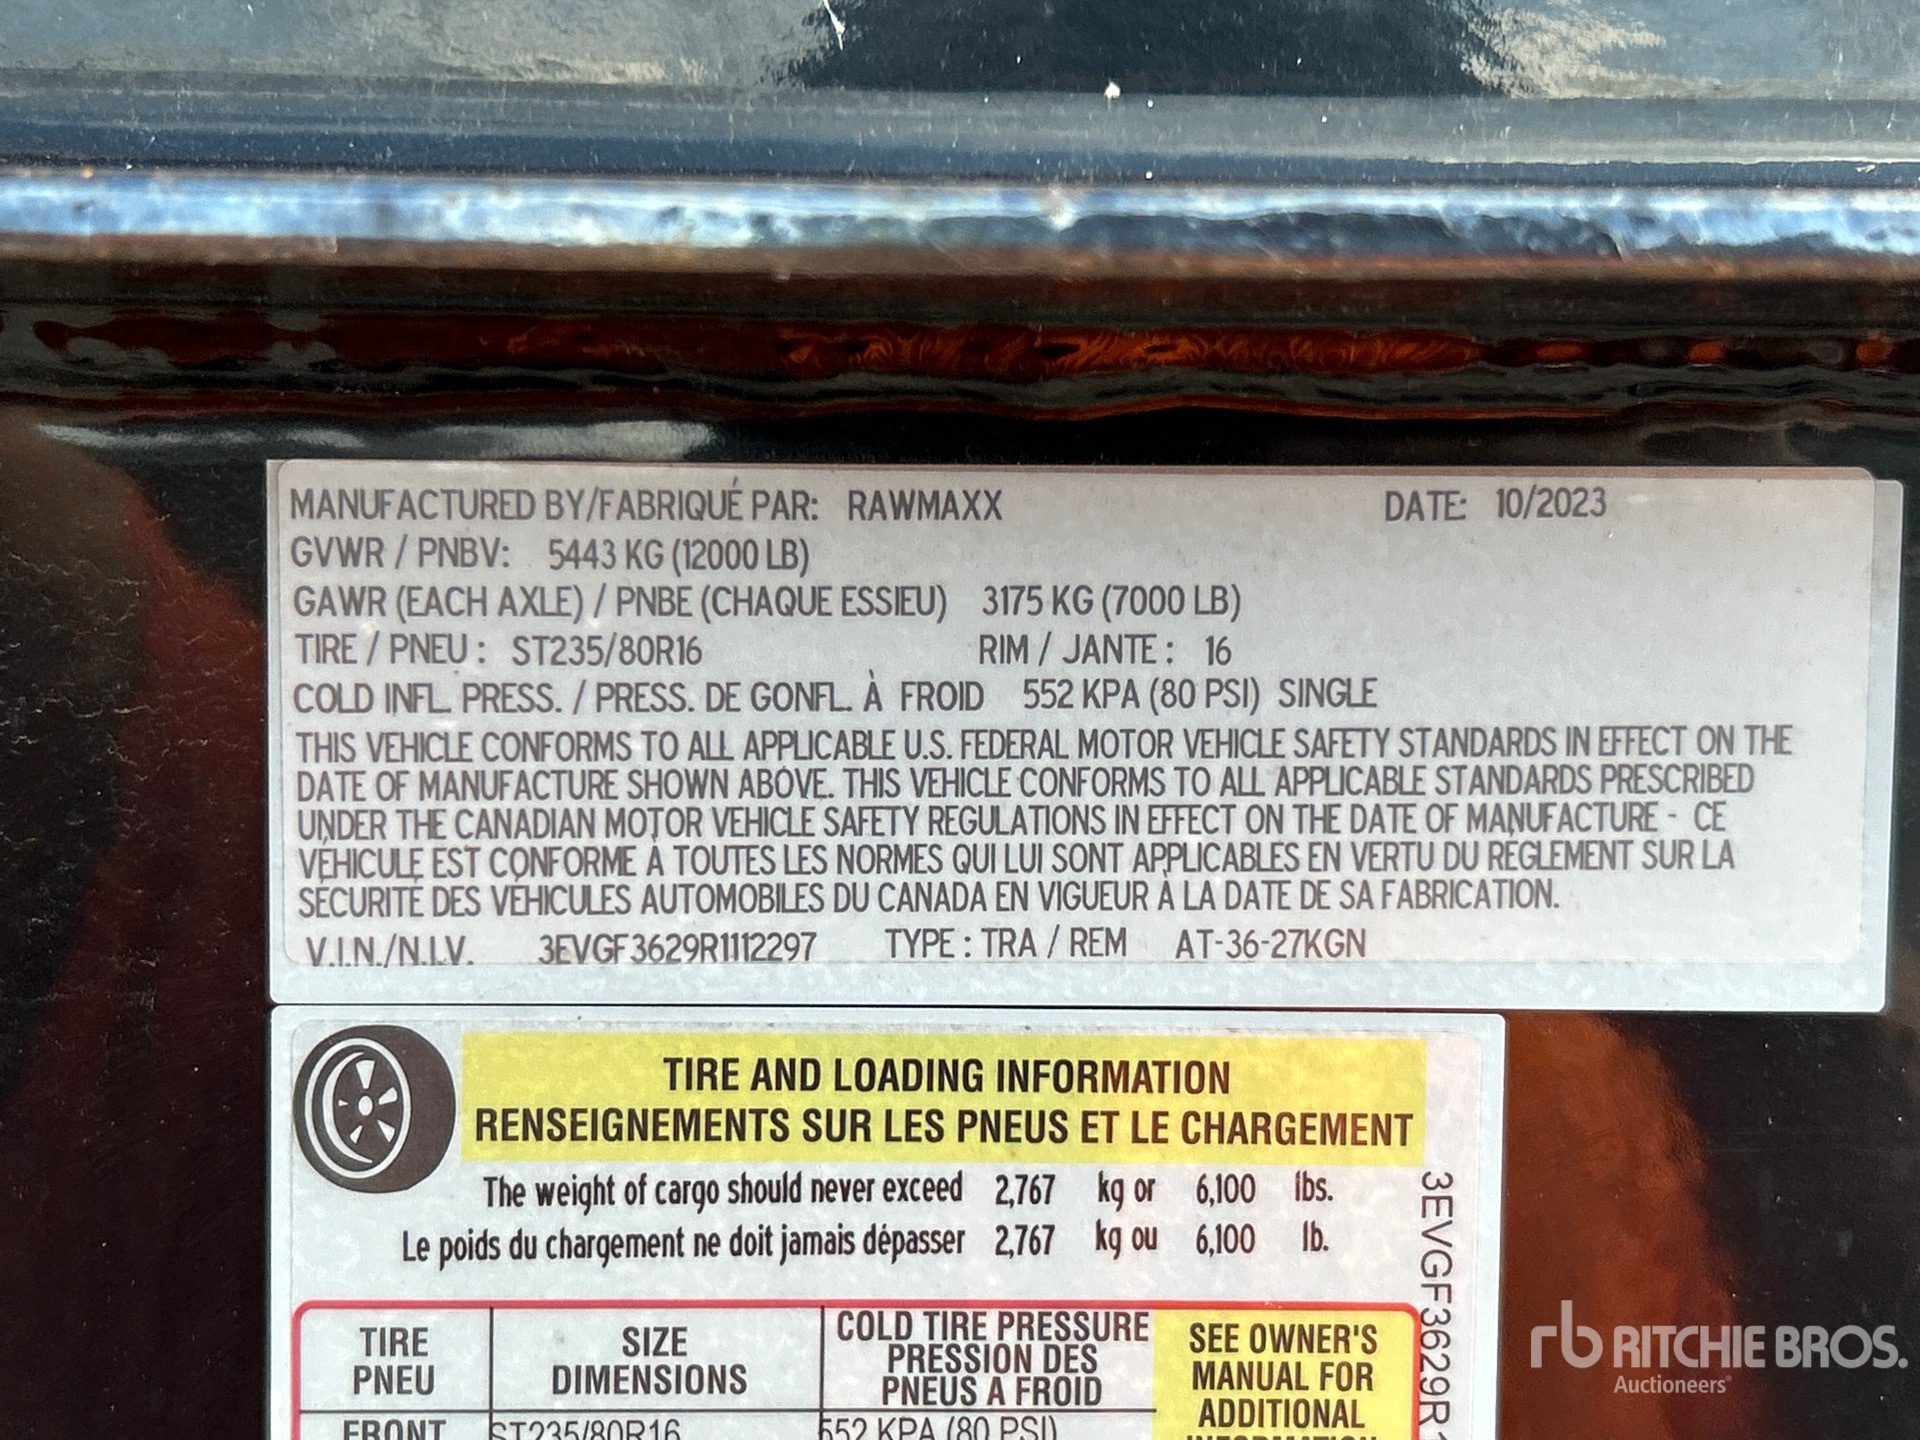 MANUFACTURED BY/FABRIQUÉ PAR: RAWMAXX DATE: 10/2023
GVWR / PNBV: 5443 KG (12000 LB)
GAWR (EACH AXLE) / PNBE (CHAQUE ESSIEU) 3175 KG (7000 LB)
TIRE / PNEU : ST235/80R16 RIM / JANTE : 16
COLD INFL. PRESS. / PRESS. DE GONFL. À FROID 552 KPA (80 PSI) SINGLE
THIS VEHICLE CONFORMS TO ALL APPLICABLE U.S. FEDERAL MOTOR VEHICLE SAFETY STANDARDS IN EFFECT ON THE
DATE OF MANUFACTURE SHOWN ABOVE. THIS VEHICLE CONFORMS TO ALL APPLICABLE STANDARDS PRESCRIBED
UNDER THE CANADIAN MOTOR VEHICLE SAFETY REGULATIONS IN EFFECT ON THE DATE OF MANUFACTURE - CE
VÉHICULE EST CONFORME À TOUTES LES NORMES QUI LUI SONT APPLICABLES EN VERTU DU RÈGLEMENT SUR LA
SÉCURITÉ DES VÉHICULES AUTOMOBILES DU CANADA EN VIGUEUR À LA DATE DE SA FABRICATION.
V.I.N./N.I.V. 3EVGF3629R1112297 TYPE : TRA / REM AT-36-27KGN
TIRE AND LOADING INFORMATION
RENSEIGNEMENTS SUR LES PNEUS ET LE CHARGEMENT
The weight of cargo should never exceed 2,767 kg or 6,100 lbs.
Le poids du chargement ne doit jamais dépasser 2,767 kg ou 6,100 lb.
3EVGF3629R1
TIRE
PNEU
SIZE
DIMENSIONS
COLD TIRE PRESSURE
PRESSION DES
PNEUS A FROID
SEE OWNER'S
MANUAL FOR
ADDITIONAL
INFORMATION
FRONT ST235/80R16 552 KPA (80 PSI)
rb RITCHIE BROS.
Auctioneers